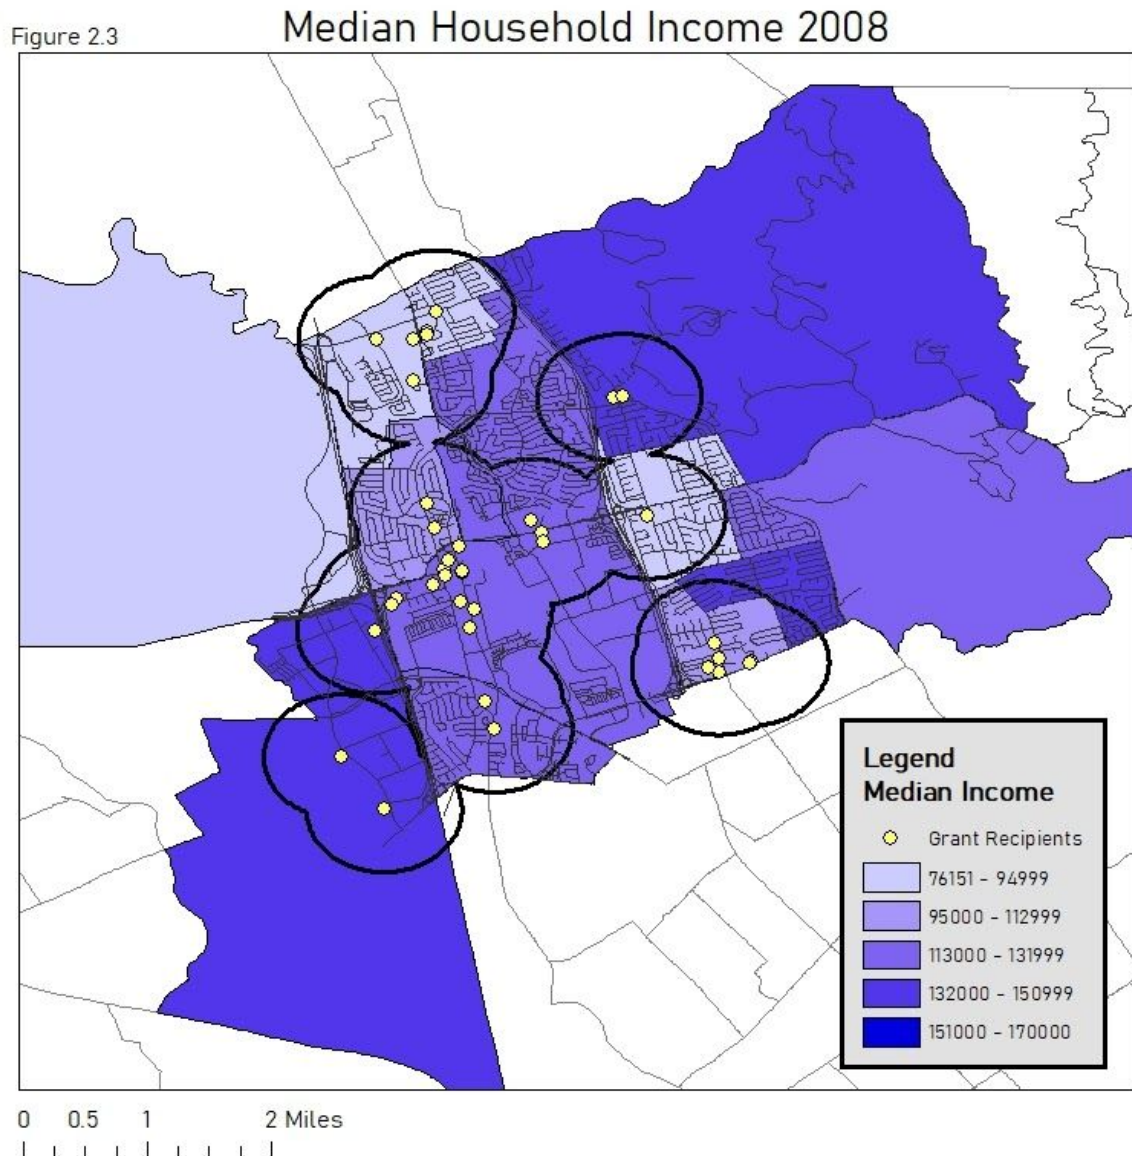 Figure 2.3
Median Household Income 2008
Legend
Median Income
Grant Recipients
76151 - 94999
95000 - 112999
113000 - 131999
132000 - 150999
151000 - 170000
0 0.5 1 2 Miles